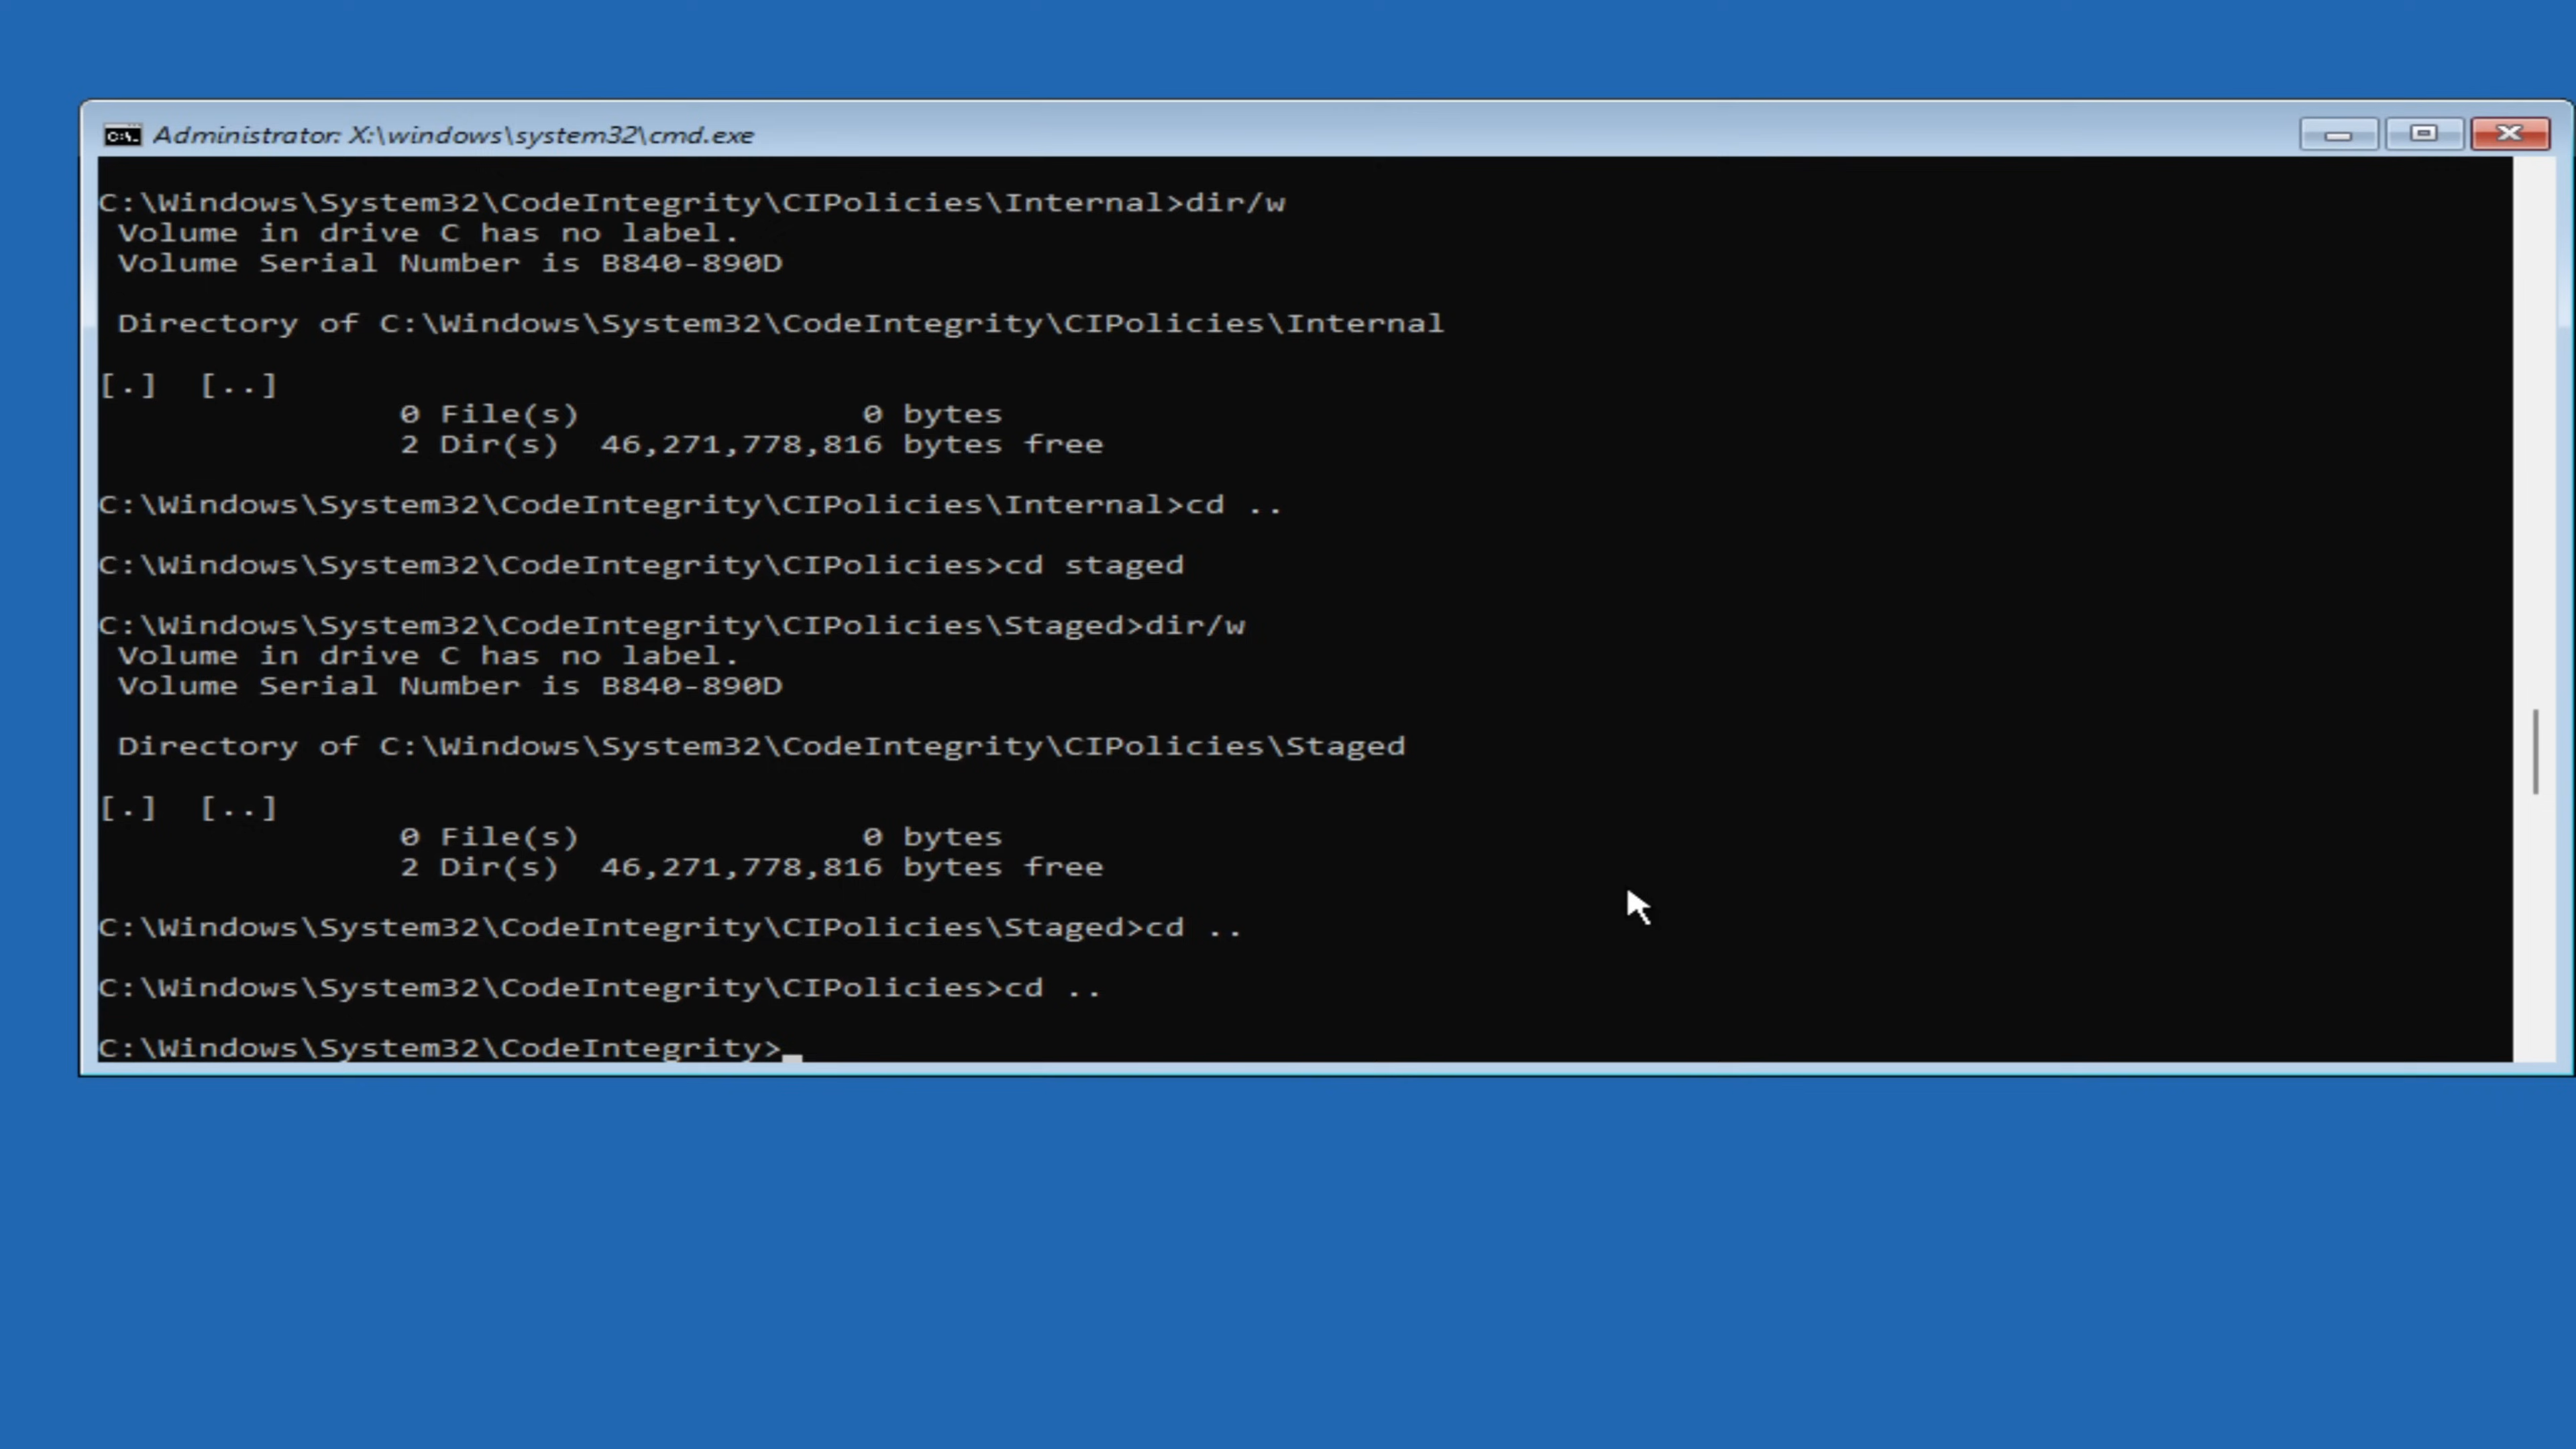 Administrator: X:\windows\system32\cmd.exe
C:\Windows\System32\CodeIntegrity\CIPolicies\Internal>dir/w
Volume in drive C has no label.
Volume Serial Number is B840-890D
Directory of C:\Windows\System32\CodeIntegrity\CIPolicies\Internal
[.] [..]
0 File(s) 0 bytes
2 Dir(s) 46,271,778,816 bytes free
C:\Windows\System32\CodeIntegrity\CIPolicies\Internal>cd ..
C:\Windows\System32\CodeIntegrity\CIPolicies>cd staged
C:\Windows\System32\CodeIntegrity\CIPolicies\Staged>dir/w
Volume in drive C has no label.
Volume Serial Number is B840-890D
Directory of C:\Windows\System32\CodeIntegrity\CIPolicies\Staged
[.] [..]
0 File(s) 0 bytes
2 Dir(s) 46,271,778,816 bytes free
C:\Windows\System32\CodeIntegrity\CIPolicies\Staged>cd ..
C:\Windows\System32\CodeIntegrity\CIPolicies>cd ..
C:\Windows\System32\CodeIntegrity>_